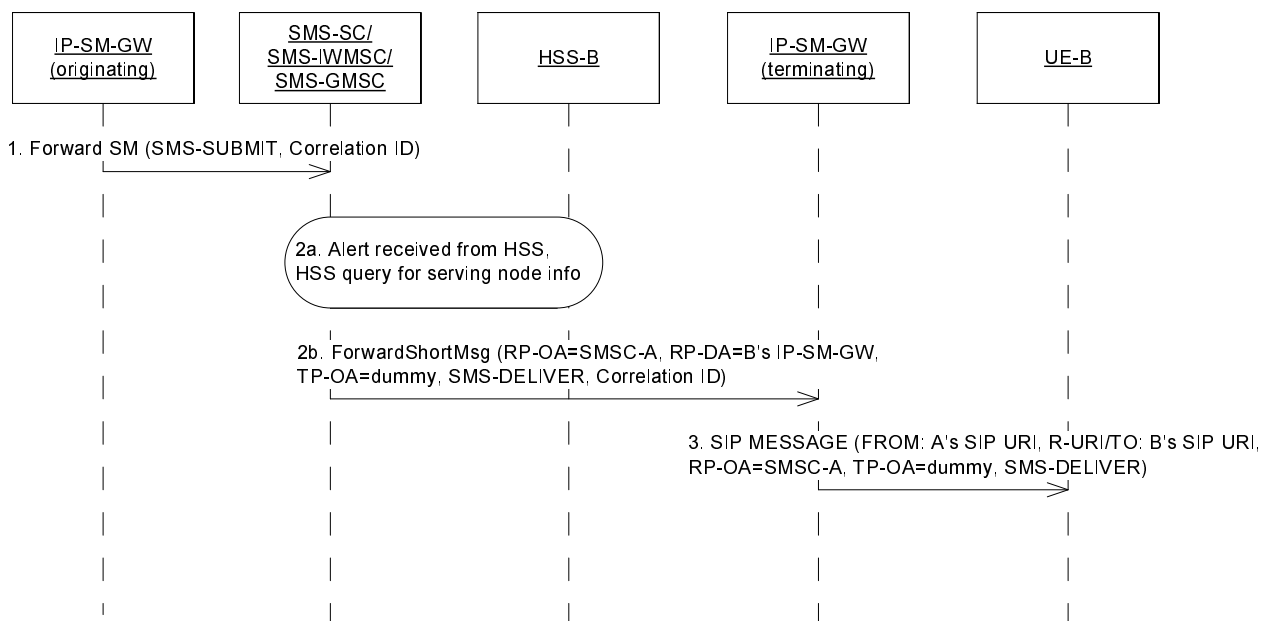 IP-SM-GW
(originating)
SMS-SC/
SMS-IWMSC/
SMS-GMSC
HSS-B
IP-SM-GW
(terminating)
UE-B
1. Forward SM (SMS-SUBMIT, Correlation ID)
2a. Alert received from HSS,
HSS query for serving node info
2b. ForwardShortMsg (RP-OA=SMSC-A, RP-DA=B's IP-SM-GW,
TP-OA=dummy, SMS-DELIVER, Correlation ID)
3. SIP MESSAGE (FROM: A's SIP URI, R-URI/TO: B's SIP URI,
RP-OA=SMSC-A, TP-OA=dummy, SMS-DELIVER)